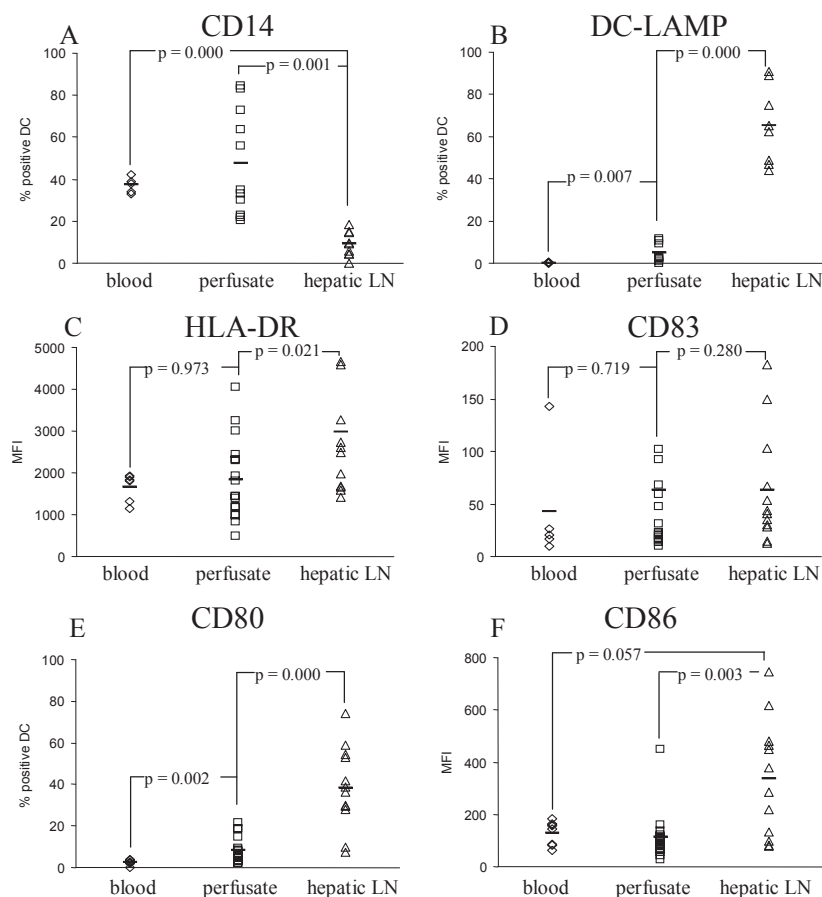 A
CD14
p = 0.000
p = 0.001
% positive DC
100
80
60
40
20
0
blood
perfusate
hepatic LN
B
DC-LAMP
p = 0.000
p = 0.007
% positive DC
100
80
60
40
20
0
blood
perfusate
hepatic LN
C
HLA-DR
p = 0.973
p = 0.021
MFI
5000
4000
3000
2000
1000
0
blood
perfusate
hepatic LN
D
CD83
p = 0.719
p = 0.280
MFI
200
150
100
50
0
blood
perfusate
hepatic LN
E
CD80
p = 0.000
p = 0.002
% positive DC
100
80
60
40
20
0
blood
perfusate
hepatic LN
F
CD86
p = 0.057
p = 0.003
MFI
800
600
400
200
0
blood
perfusate
hepatic LN